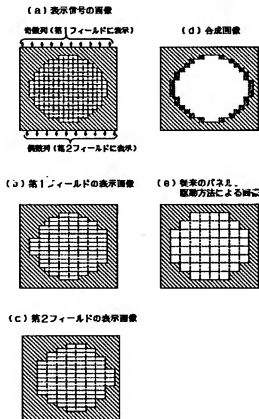 (a) 表示信号の画像
奇数列(第1フィールドに表示)
偶数列(第2フィールドに表示)
(d) 合成画像
第1フィールドの表示画像
(e) 従来のパネル
駆動方法による画
(c) 第2フィールドの表示画像